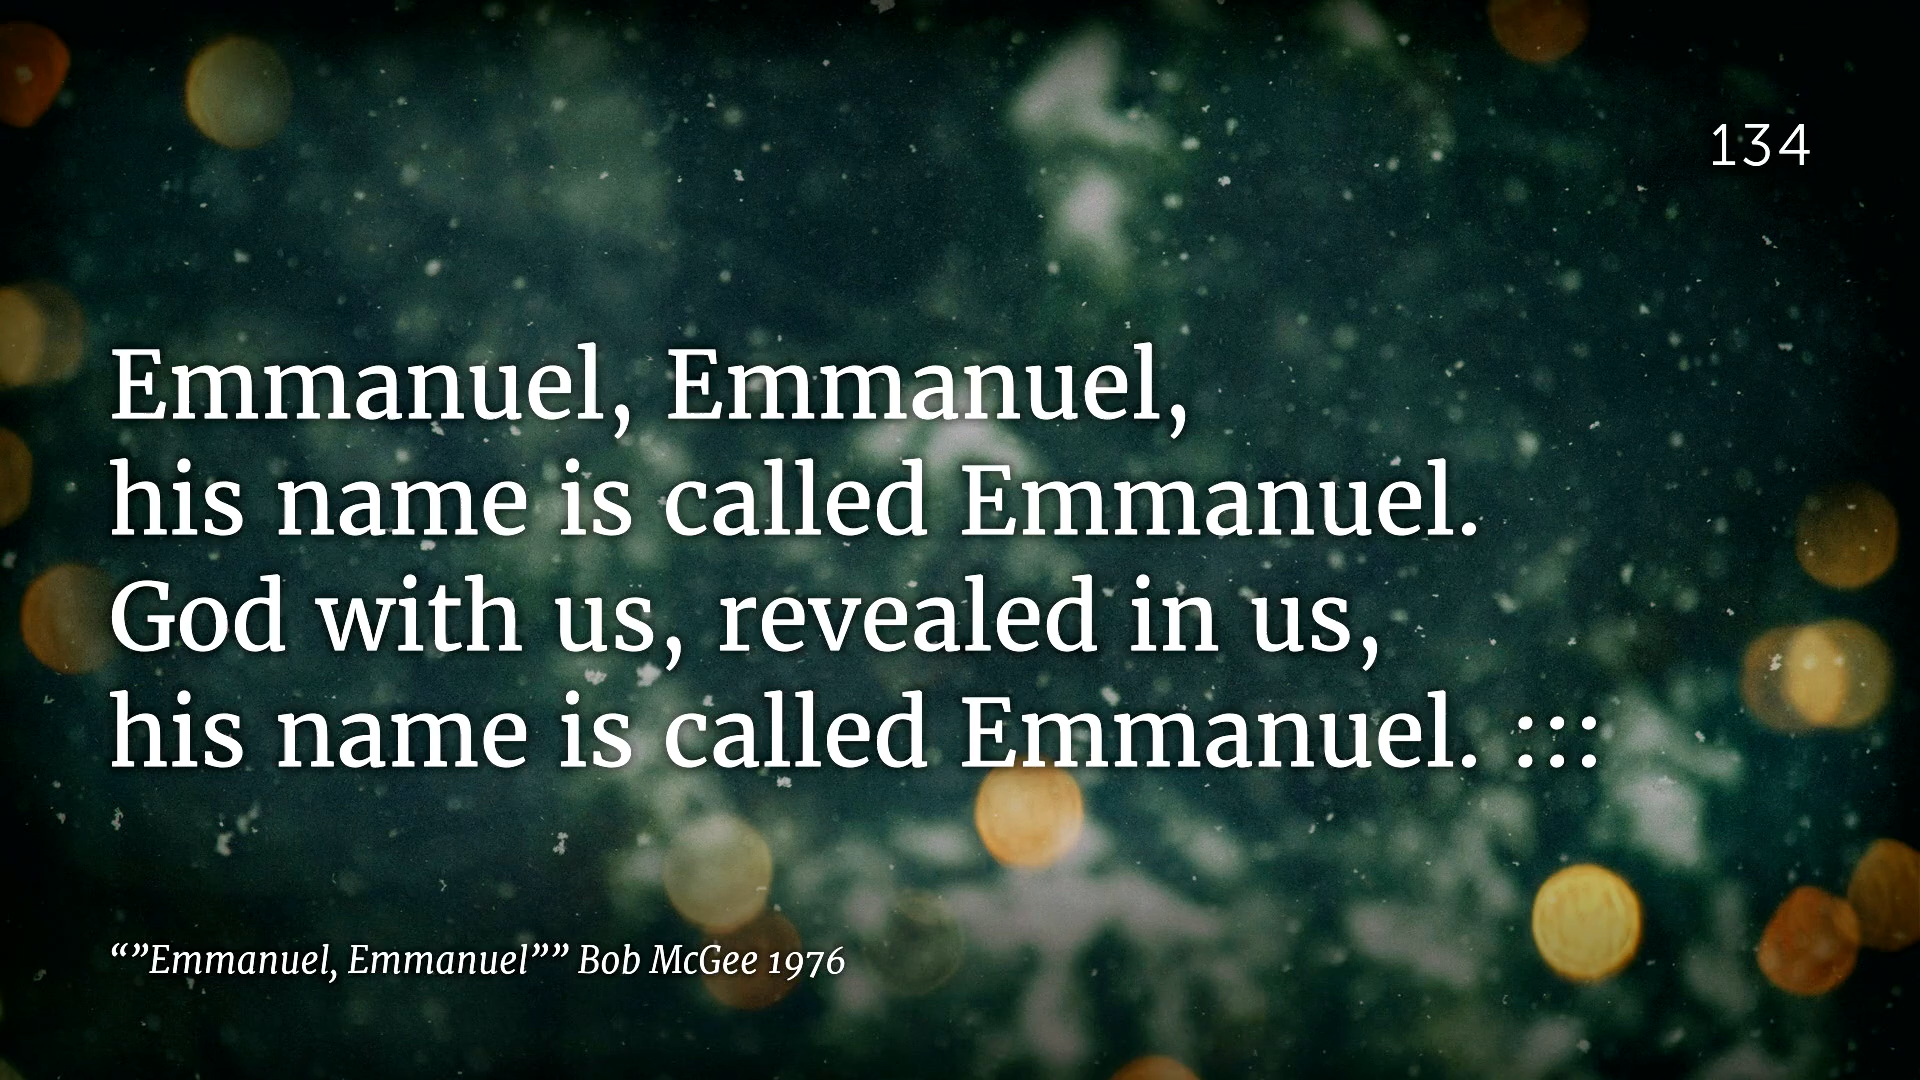 134
Emmanuel, Emmanuel,
his name is called Emmanuel.
God with us, revealed in us,
his name is called Emmanuel. :::
“”Emmanuel, Emmanuel”” Bob McGee 1976